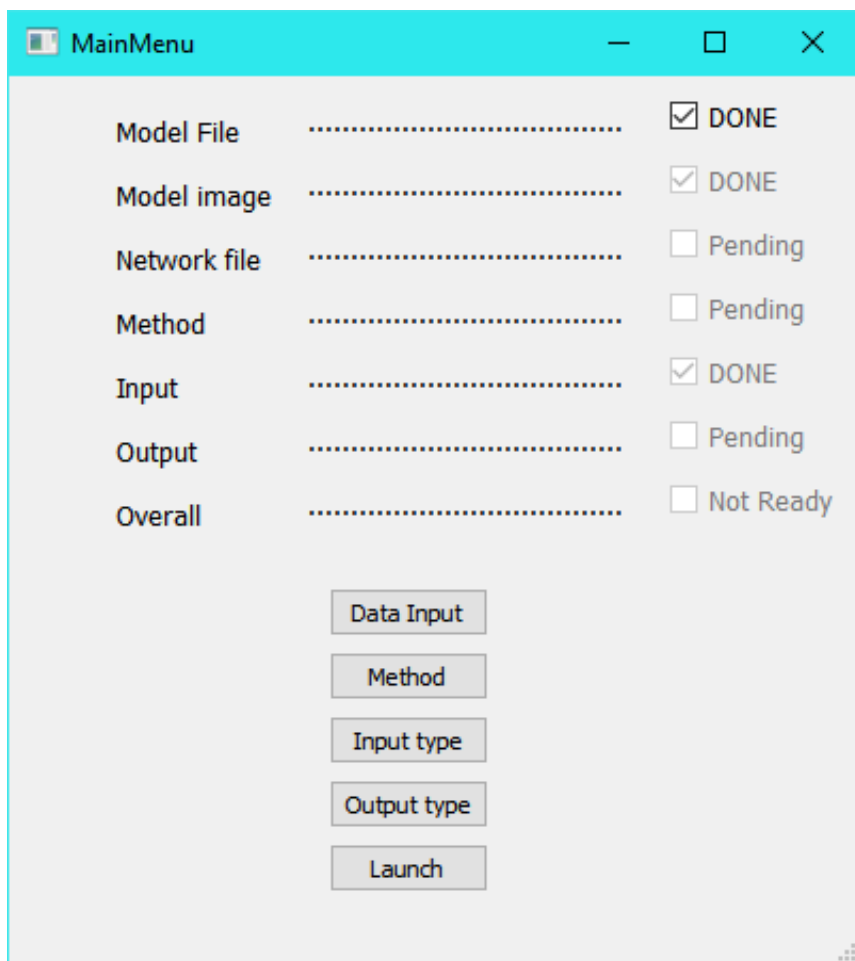 MainMenu
Model File ..................................... DONE
Model image ..................................... DONE
Network file ..................................... Pending
Method ..................................... Pending
Input ..................................... DONE
Output ..................................... Pending
Overall ..................................... Not Ready
Data Input
Method
Input type
Output type
Launch